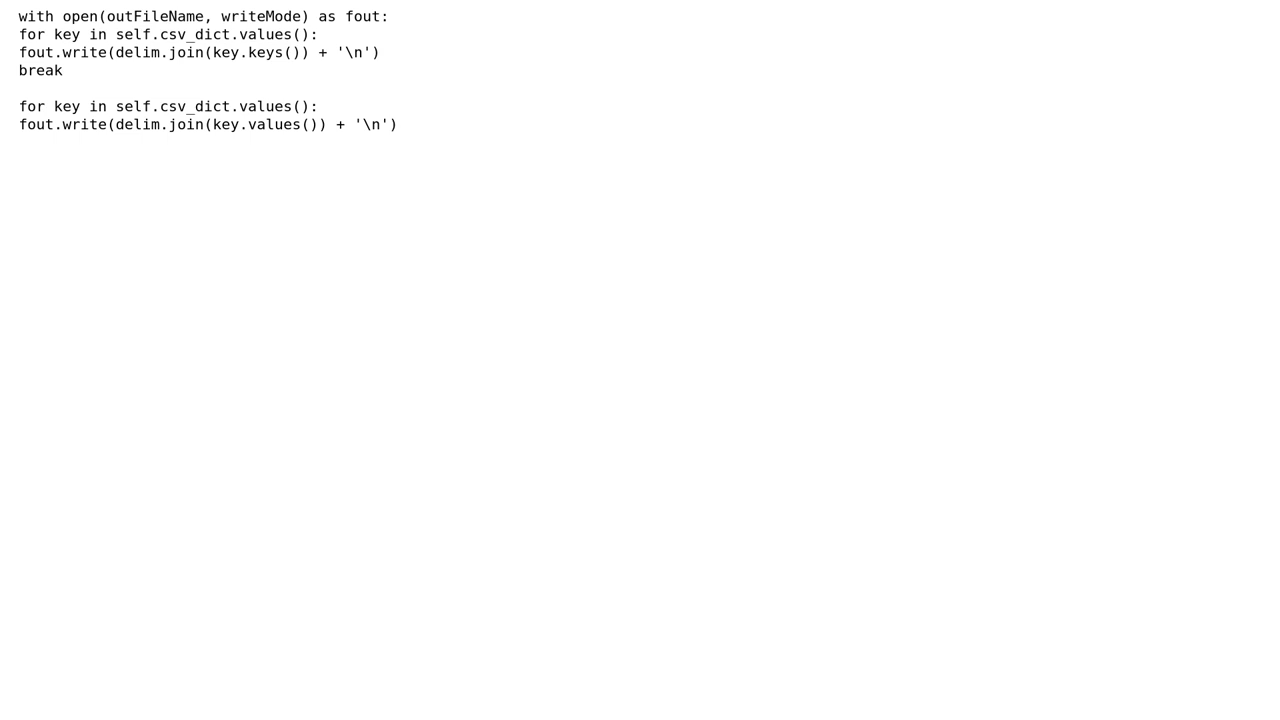 with open(outFileName, writeMode) as fout:
for key in self.csv_dict.values():
fout.write(delim.join(key.keys()) + '\n')
break
for key in self.csv_dict.values():
fout.write(delim.join(key.values()) + '\n')